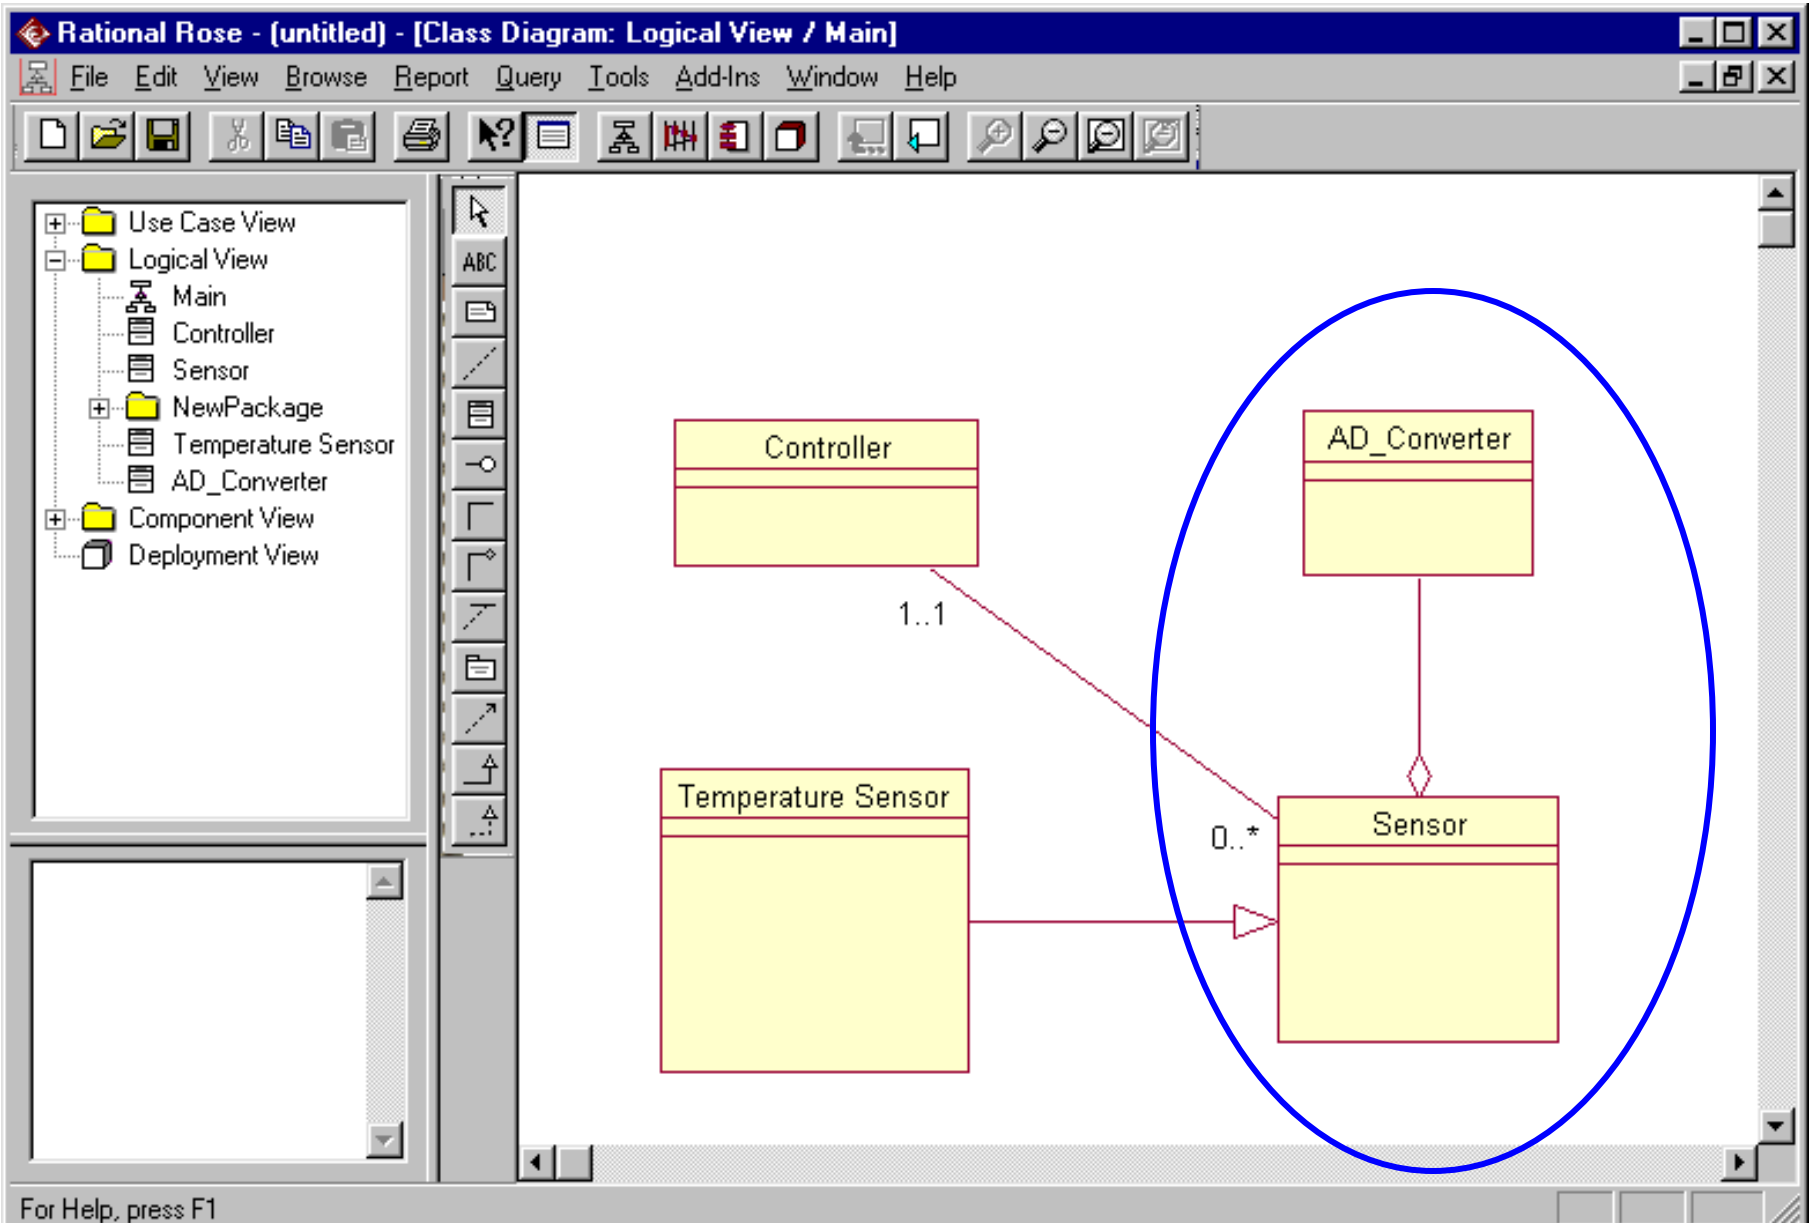 Rational Rose - (untitled) - [Class Diagram: Logical View / Main]
File Edit View Browse Report Query Tools Add-Ins Window Help
Use Case View
Logical View
Main
Controller
Sensor
NewPackage
Temperature Sensor
AD_Converter
Component View
Deployment View
ABC
Controller
AD_Converter
1..1
Temperature Sensor
Sensor
0..*
For Help, press F1